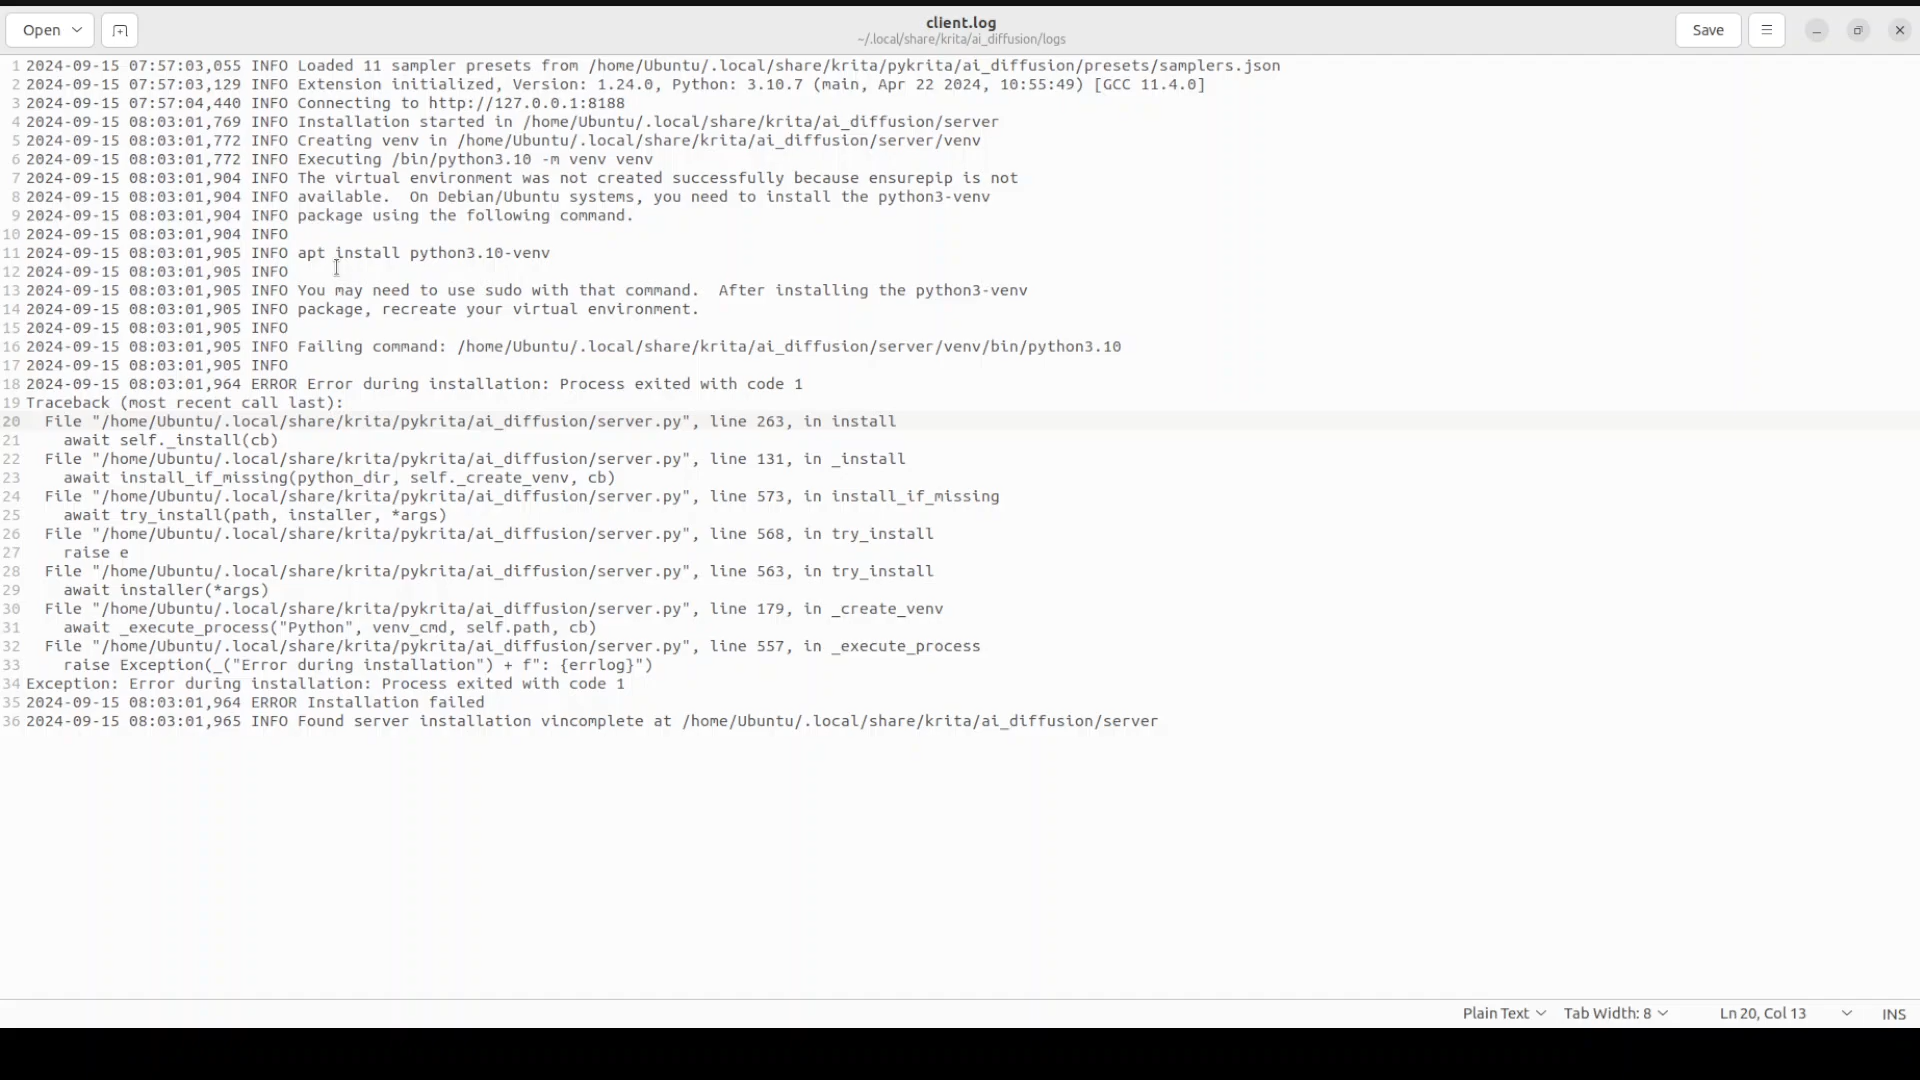 Open
client.log
~/.local/share/krita/ai_diffusion/logs
Save
1 2024-09-15 07:57:03,055 INFO Loaded 11 sampler presets from /home/Ubuntu/.local/share/krita/pykrita/ai_diffusion/presets/samplers.json
2 2024-09-15 07:57:03,129 INFO Extension initialized, Version: 1.24.0, Python: 3.10.7 (main, Apr 22 2024, 10:55:49) [GCC 11.4.0]
3 2024-09-15 07:57:04,440 INFO Connecting to http://127.0.0.1:8188
4 2024-09-15 08:03:01,769 INFO Installation started in /home/Ubuntu/.local/share/krita/ai_diffusion/server
5 2024-09-15 08:03:01,772 INFO Creating venv in /home/Ubuntu/.local/share/krita/ai_diffusion/server/venv
6 2024-09-15 08:03:01,772 INFO Executing /bin/python3.10 -m venv venv
7 2024-09-15 08:03:01,904 INFO The virtual environment was not created successfully because ensurepip is not
8 2024-09-15 08:03:01,904 INFO available.  On Debian/Ubuntu systems, you need to install the python3-venv
9 2024-09-15 08:03:01,904 INFO package using the following command.
10 2024-09-15 08:03:01,904 INFO
11 2024-09-15 08:03:01,905 INFO apt install python3.10-venv
12 2024-09-15 08:03:01,905 INFO
13 2024-09-15 08:03:01,905 INFO You may need to use sudo with that command.  After installing the python3-venv
14 2024-09-15 08:03:01,905 INFO package, recreate your virtual environment.
15 2024-09-15 08:03:01,905 INFO
16 2024-09-15 08:03:01,905 INFO Failing command: /home/Ubuntu/.local/share/krita/ai_diffusion/server/venv/bin/python3.10
17 2024-09-15 08:03:01,905 INFO
18 2024-09-15 08:03:01,964 ERROR Error during installation: Process exited with code 1
19 Traceback (most recent call last):
20   File "/home/Ubuntu/.local/share/krita/pykrita/ai_diffusion/server.py", line 263, in install
21     await self._install(cb)
22   File "/home/Ubuntu/.local/share/krita/pykrita/ai_diffusion/server.py", line 131, in _install
23     await install_if_missing(python_dir, self._create_venv, cb)
24   File "/home/Ubuntu/.local/share/krita/pykrita/ai_diffusion/server.py", line 573, in install_if_missing
25     await try_install(path, installer, *args)
26   File "/home/Ubuntu/.local/share/krita/pykrita/ai_diffusion/server.py", line 568, in try_install
27     raise e
28   File "/home/Ubuntu/.local/share/krita/pykrita/ai_diffusion/server.py", line 563, in try_install
29     await installer(*args)
30   File "/home/Ubuntu/.local/share/krita/pykrita/ai_diffusion/server.py", line 179, in _create_venv
31     await _execute_process("Python", venv_cmd, self.path, cb)
32   File "/home/Ubuntu/.local/share/krita/pykrita/ai_diffusion/server.py", line 557, in _execute_process
33     raise Exception(_("Error during installation") + f": {errlog}")
34 Exception: Error during installation: Process exited with code 1
35 2024-09-15 08:03:01,964 ERROR Installation failed
36 2024-09-15 08:03:01,965 INFO Found server installation vincomplete at /home/Ubuntu/.local/share/krita/ai_diffusion/server
Plain Text
Tab Width: 8
Ln 20, Col 13
INS